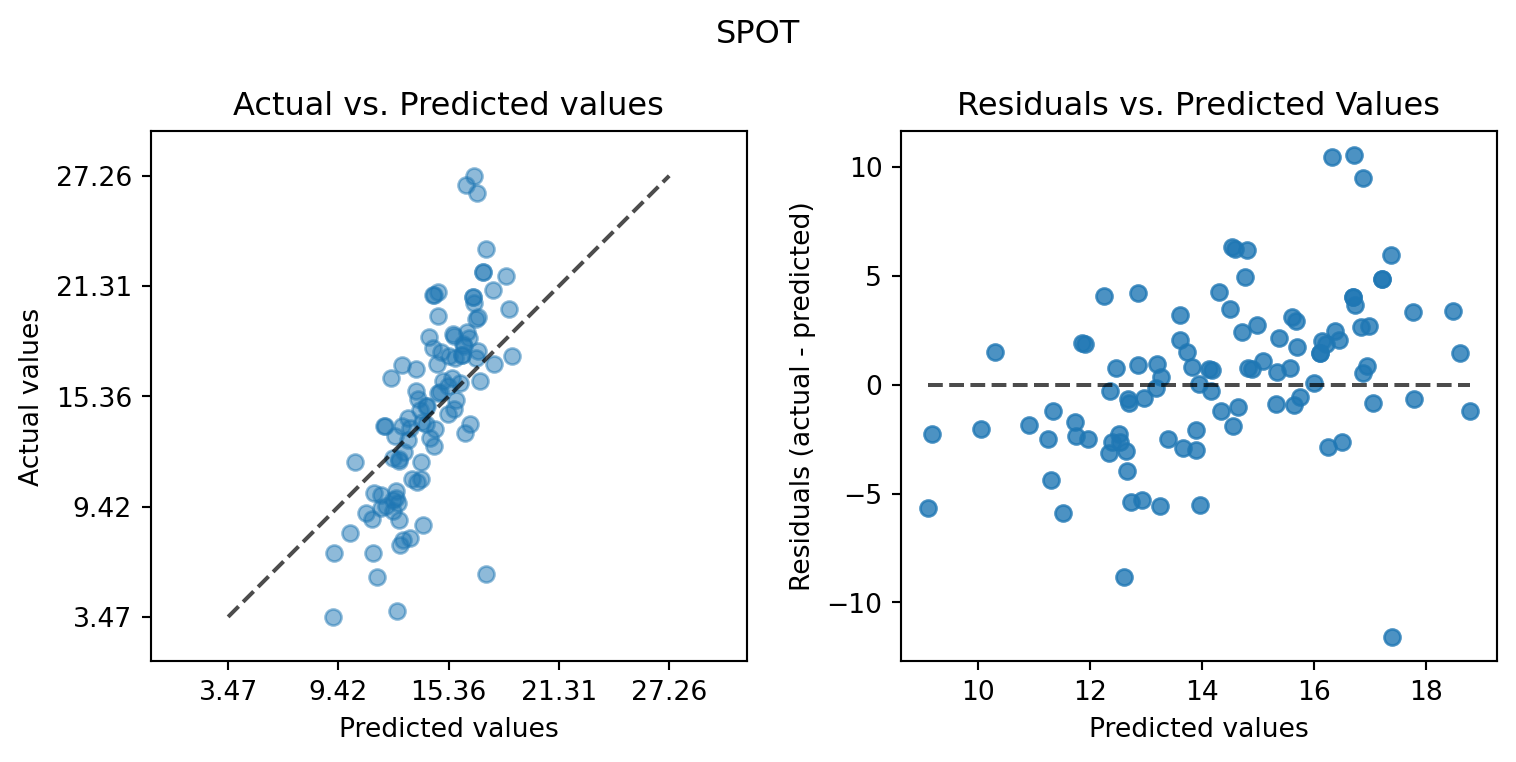 SPOT
Actual vs. Predicted values
Actual values
27.26
21.31
15.36
9.42
3.47
3.47 9.42 15.36 21.31 27.26
Predicted values
Residuals vs. Predicted Values
Residuals (actual - predicted)
10
5
0
−5
−10
10 12 14 16 18
Predicted values